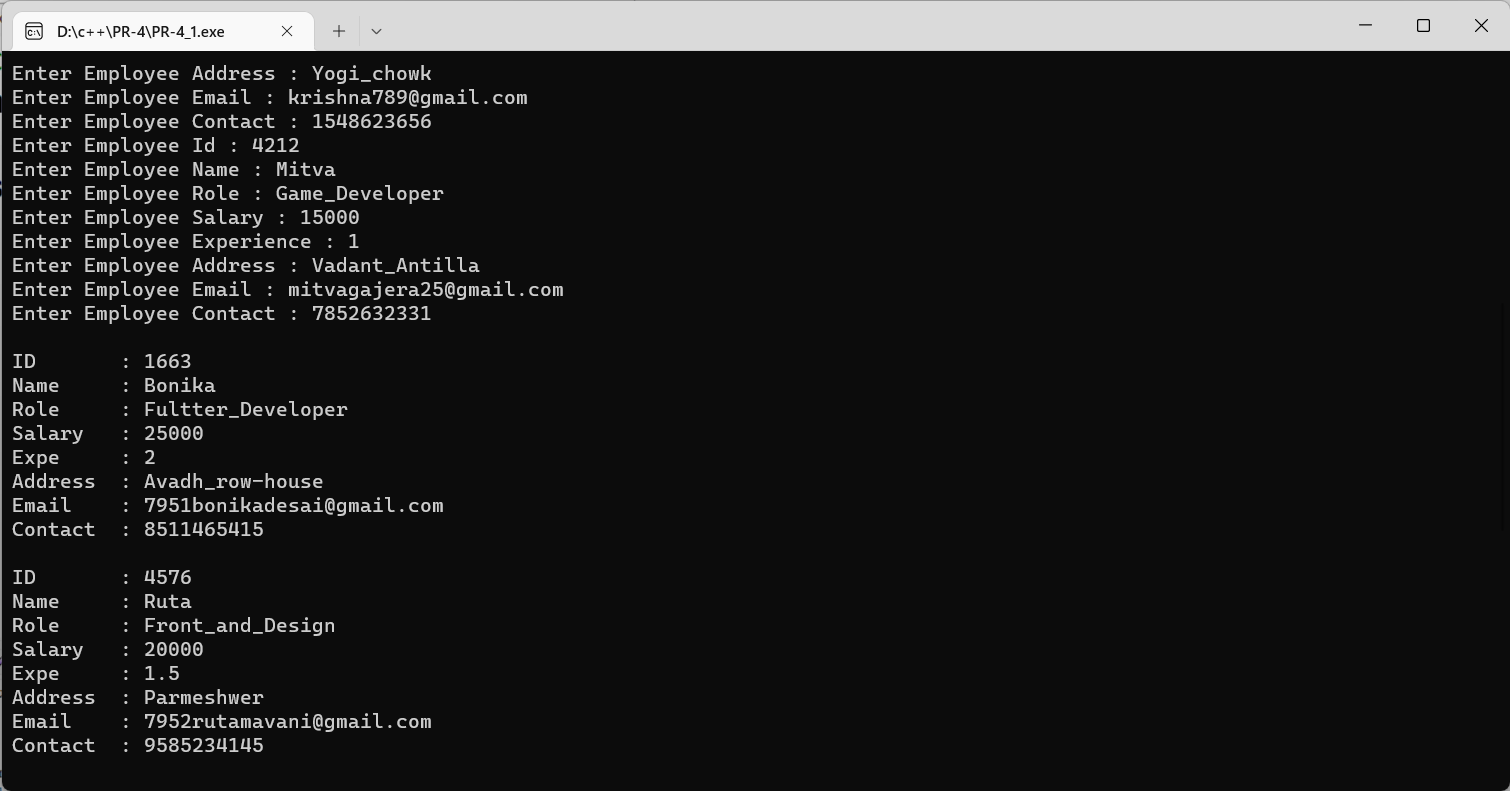 D:\c++\PR-4\PR-4_1.exe
Enter Employee Address : Yogi_chowk
Enter Employee Email : krishna789@gmail.com
Enter Employee Contact : 1548623656
Enter Employee Id : 4212
Enter Employee Name : Mitva
Enter Employee Role : Game_Developer
Enter Employee Salary : 15000
Enter Employee Experience : 1
Enter Employee Address : Vadant_Antilla
Enter Employee Email : mitvagajera25@gmail.com
Enter Employee Contact : 7852632331
ID : 1663
Name : Bonika
Role : Fultter_Developer
Salary : 25000
Expe : 2
Address : Avadh_row-house
Email : 7951bonikadesai@gmail.com
Contact : 8511465415
ID : 4576
Name : Ruta
Role : Front_and_Design
Salary : 20000
Expe : 1.5
Address : Parmeshwer
Email : 7952rutamavani@gmail.com
Contact : 9585234145